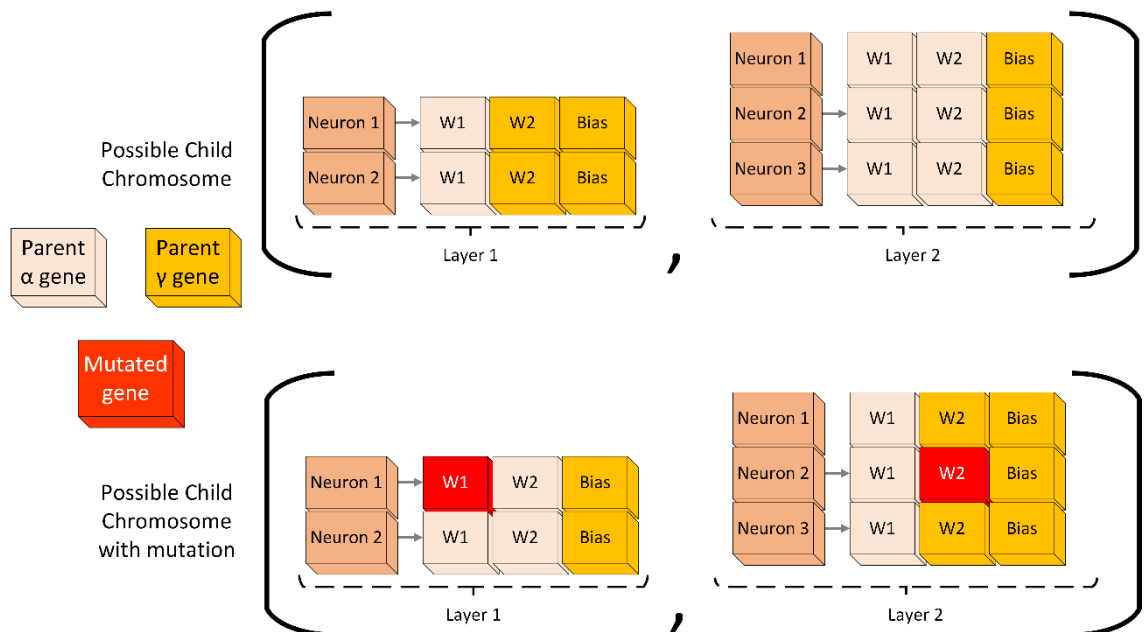 Neuron 1 W1 W2 Bias
Neuron 2 W1 W2 Bias
Layer 1
,
Neuron 1 W1 W2 Bias
Neuron 2 W1 W2 Bias
Neuron 3 W1 W2 Bias
Layer 2
Possible Child
Chromosome
Parent
α gene
Parent
γ gene
Mutated
gene
Possible Child
Chromosome
with mutation
Neuron 1 W1 W2 Bias
Neuron 2 W1 W2 Bias
Layer 1
,
Neuron 1 W1 W2 Bias
Neuron 2 W1 W2 Bias
Neuron 3 W1 W2 Bias
Layer 2